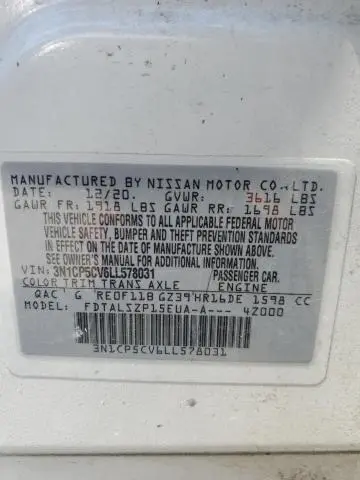 MANUFACTURED BY NISSAN MOTOR CO., LTD.
DATE: 12/20. GVWR: 3616 LBS
GAWR FR: 1918 LBS GAWR RR: 1698 LBS
THIS VEHICLE CONFORMS TO ALL APPLICABLE FEDERAL MOTOR
VEHICLE SAFETY, BUMPER AND THEFT PREVENTION STANDARDS
IN EFFECT ON THE DATE OF MANUFACTURE SHOWN ABOVE.
SEE OWNER'S MANUAL FOR ADDITIONAL INFORMATION.
VIN: 3N1CP5CV6LL578031 PASSENGER CAR.
COLOR TRIM TRANS AXLE ENGINE
QAC G RE0F11B GZ39 HR16DE 1598 CC
MODEL: FDTALSZP15EUA-A--- 4Z000
3N1CP5CV6LL578031